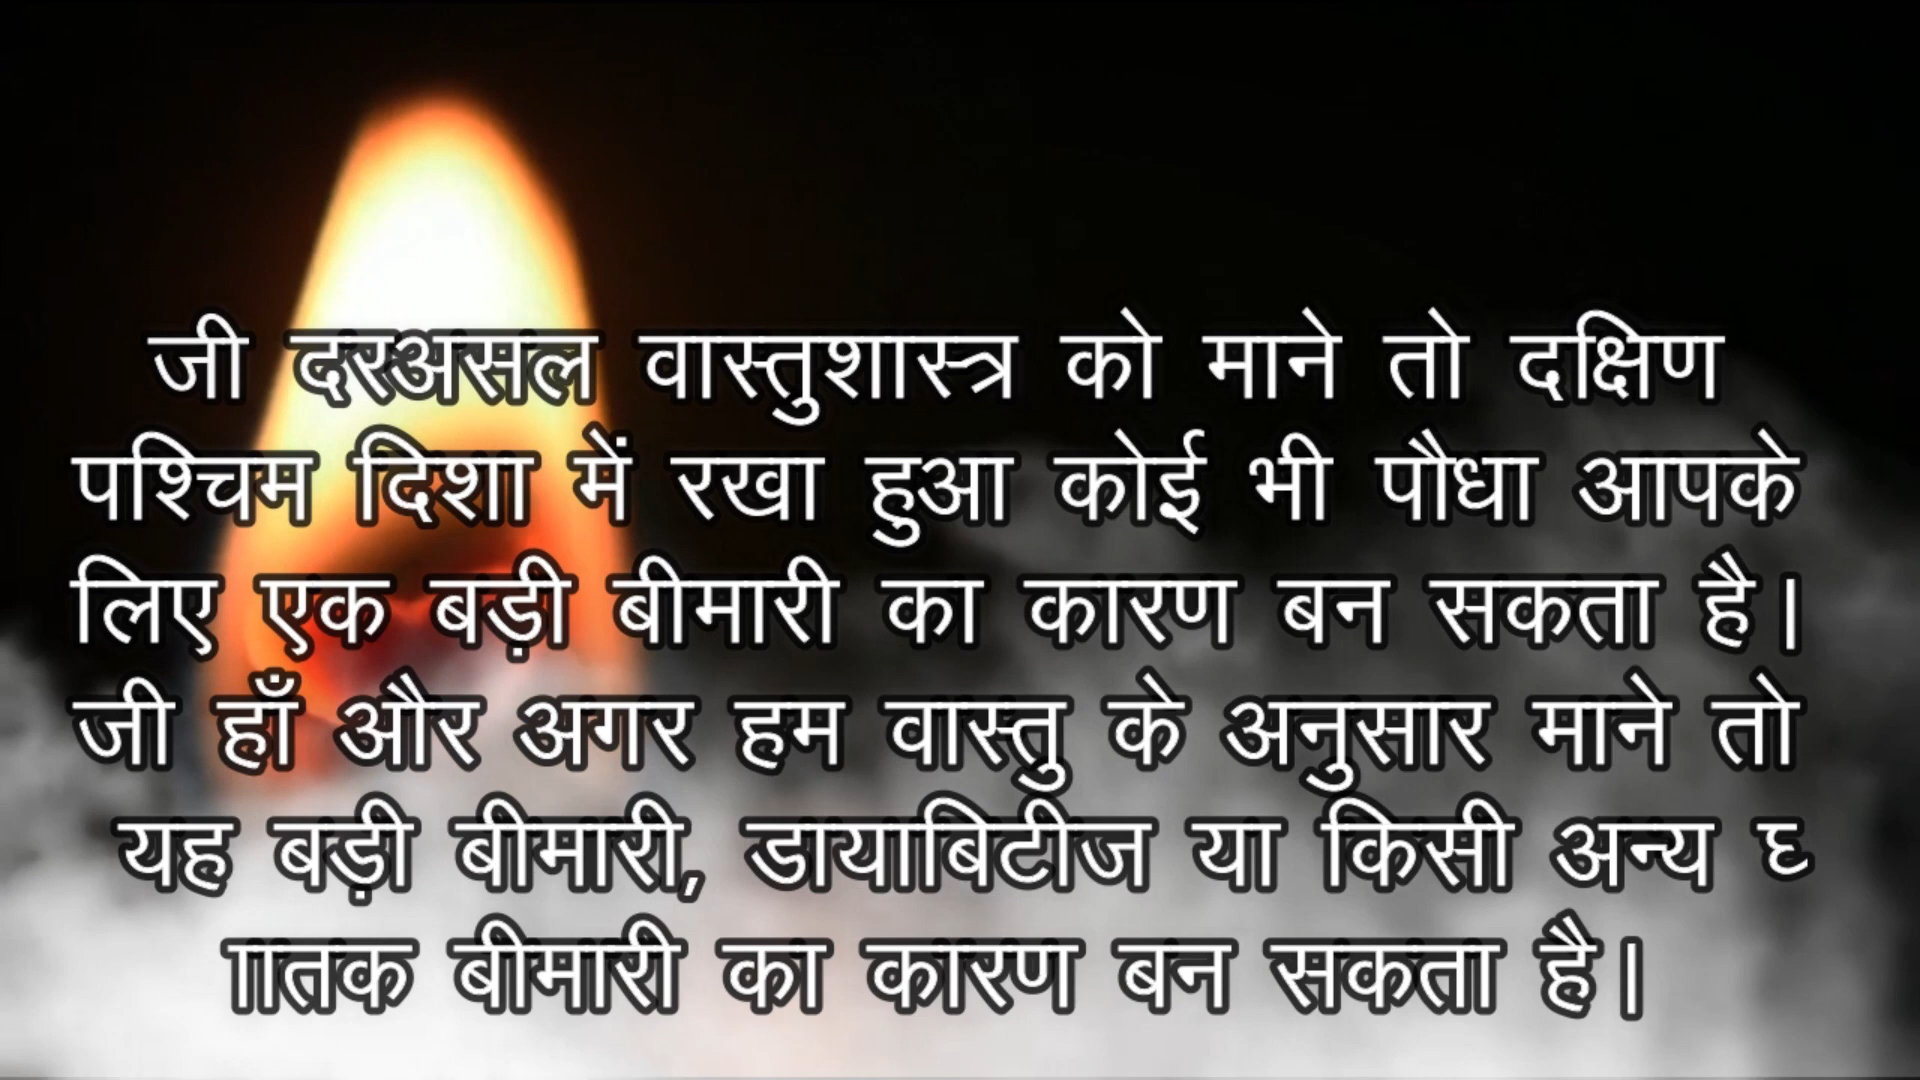 जी दरअसल वास्तुशास्त्र को माने तो दक्षिण
पश्चिम दिशा में रखा हुआ कोई भी पौधा आपके
लिए एक बड़ी बीमारी का कारण बन सकता है।
जी हाँ और अगर हम वास्तु के अनुसार माने तो
यह बड़ी बीमारी, डायाबिटीज या किसी अन्य घ
ातक बीमारी का कारण बन सकता है।